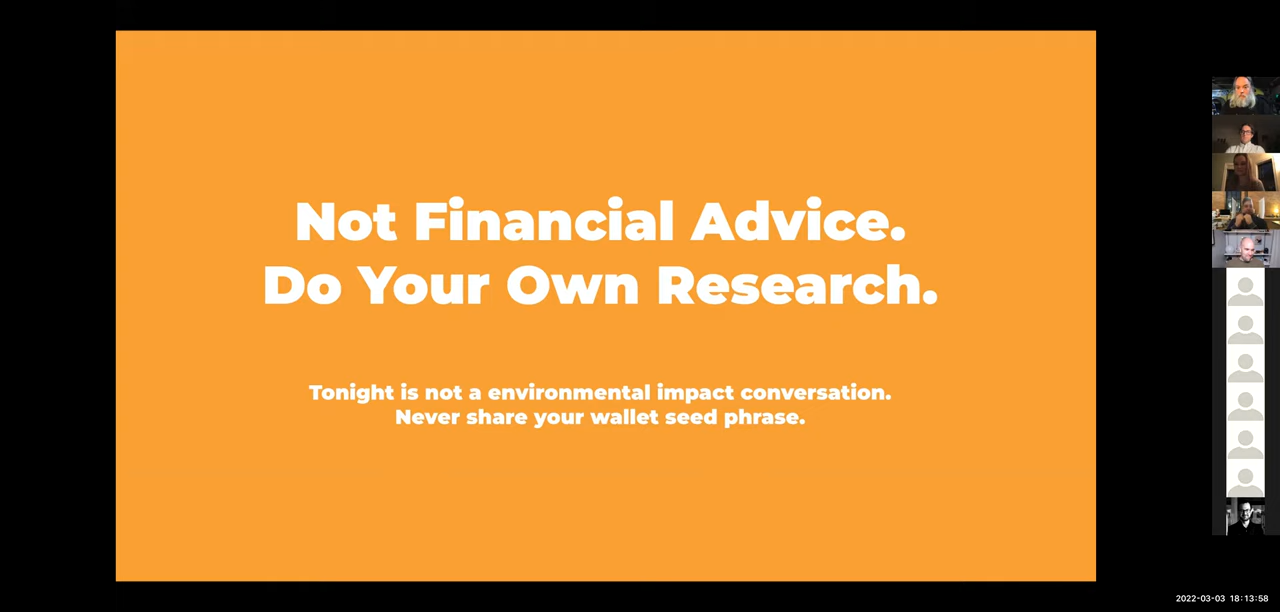 Not Financial Advice.
Do Your Own Research.
Tonight is not a environmental impact conversation.
Never share your wallet seed phrase.
2022-03-03 18:13:58